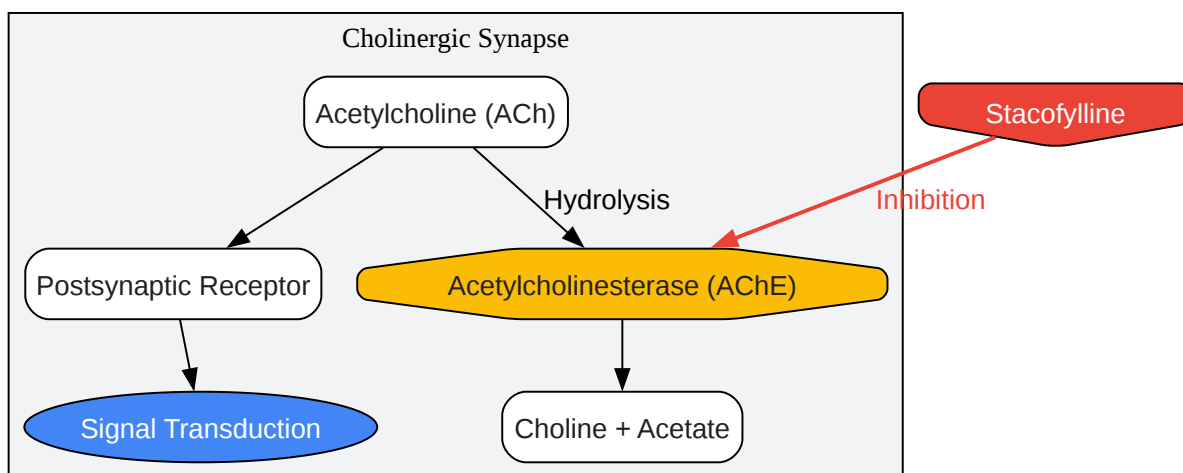 Cholinergic Synapse
Acetylcholine (ACh)
Stacofylline
Hydrolysis
Inhibition
Postsynaptic Receptor
Acetylcholinesterase (AChE)
Signal Transduction
Choline + Acetate